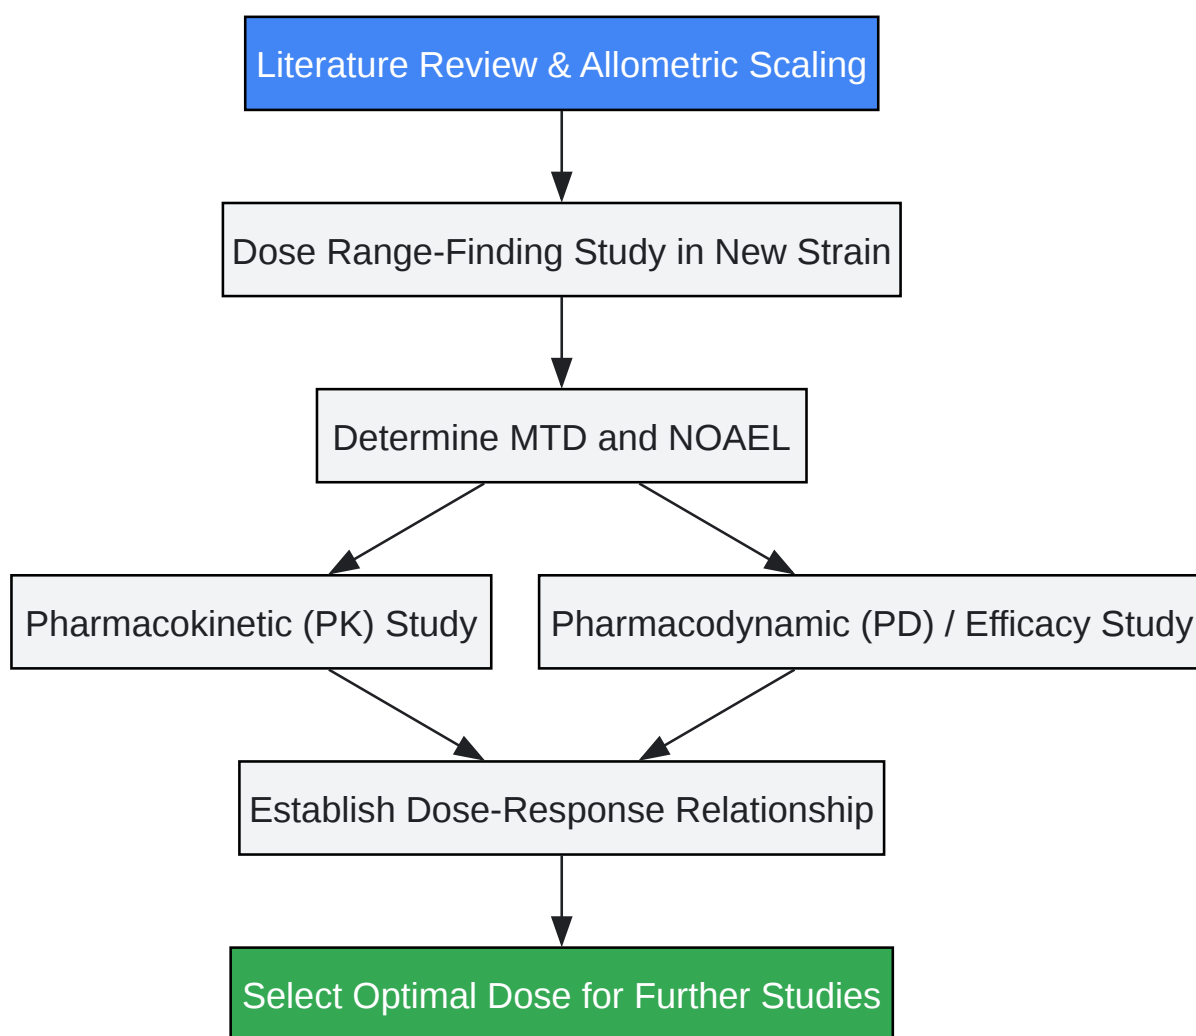 Literature Review & Allometric Scaling
Dose Range-Finding Study in New Strain
Determine MTD and NOAEL
Pharmacokinetic (PK) Study
Pharmacodynamic (PD) / Efficacy Study
Establish Dose-Response Relationship
Select Optimal Dose for Further Studies